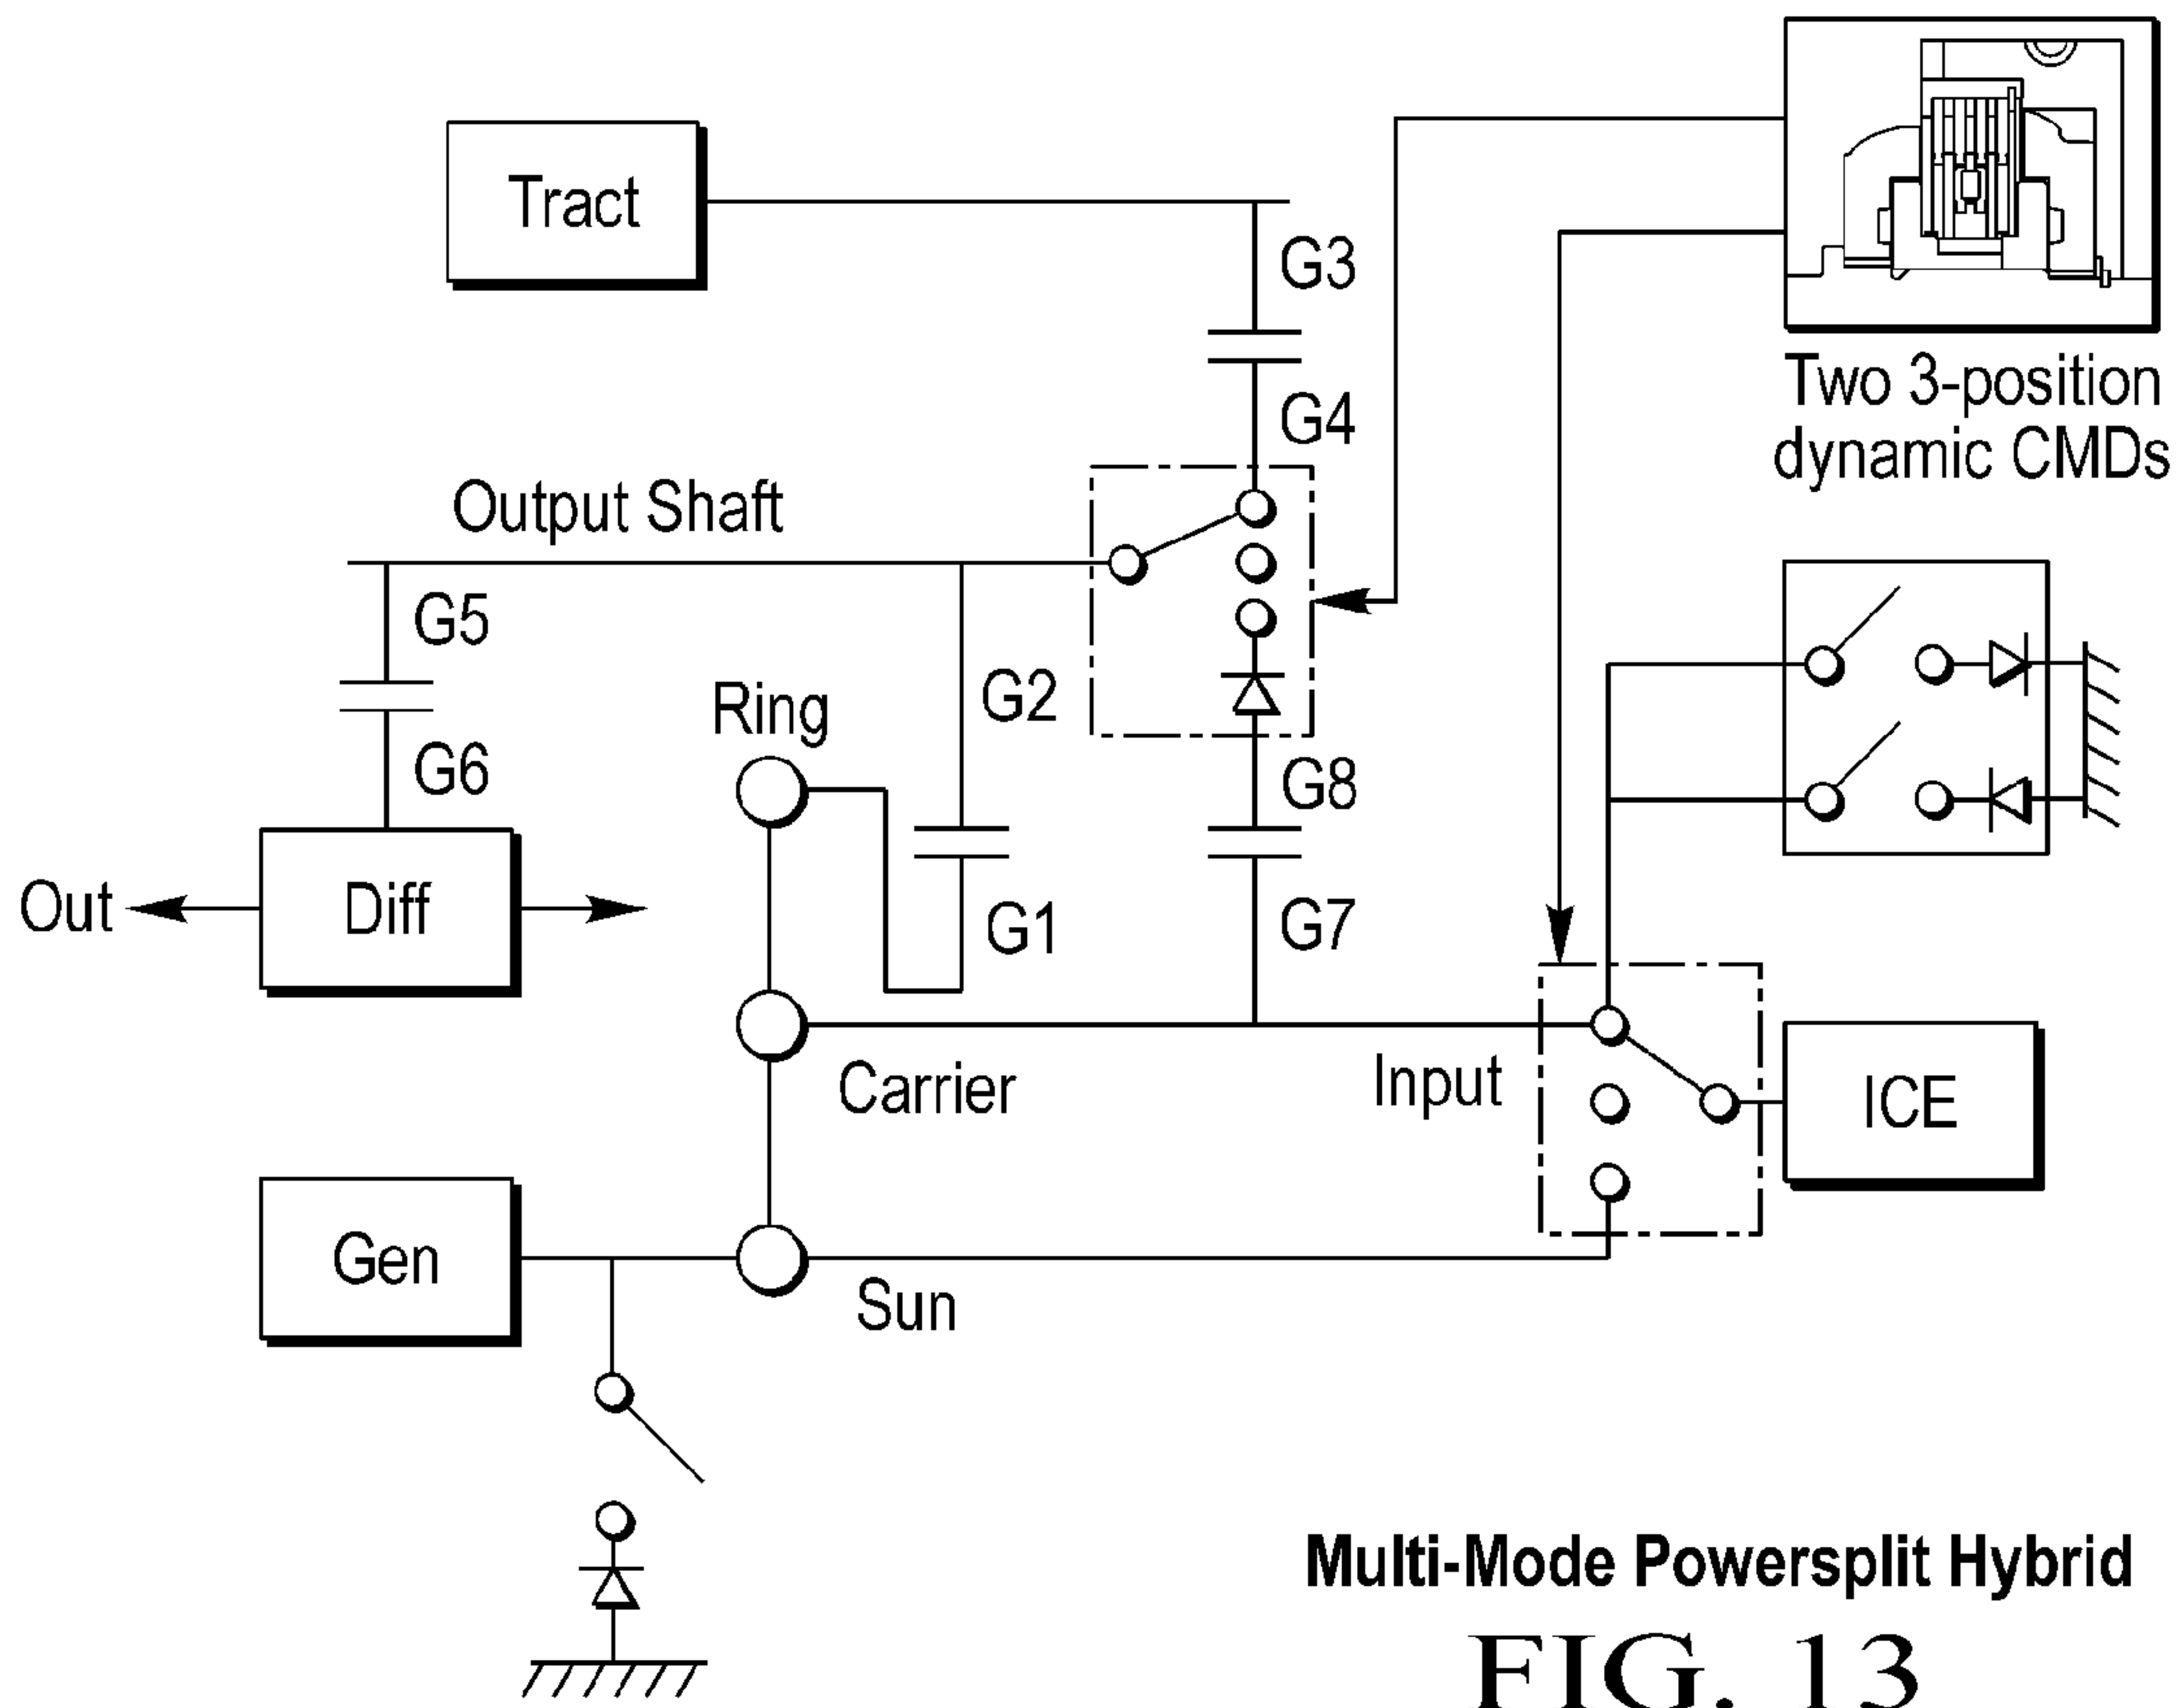 Tract
G3
Two 3-position
dynamic CMDs
G4
Output Shaft
G5
G2
Ring
G6
G8
Out
Diff
G1
G7
Carrier
Input
ICE
Gen
Sun
Multi-Mode Powersplit Hybrid
FIG. 13